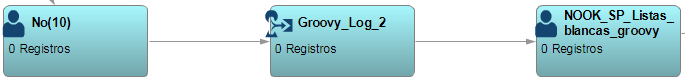 No(10)
0 Registros
Groovy_Log_2
0 Registros
NOOK_SP_Listas_
blancas_groovy
0 Registros